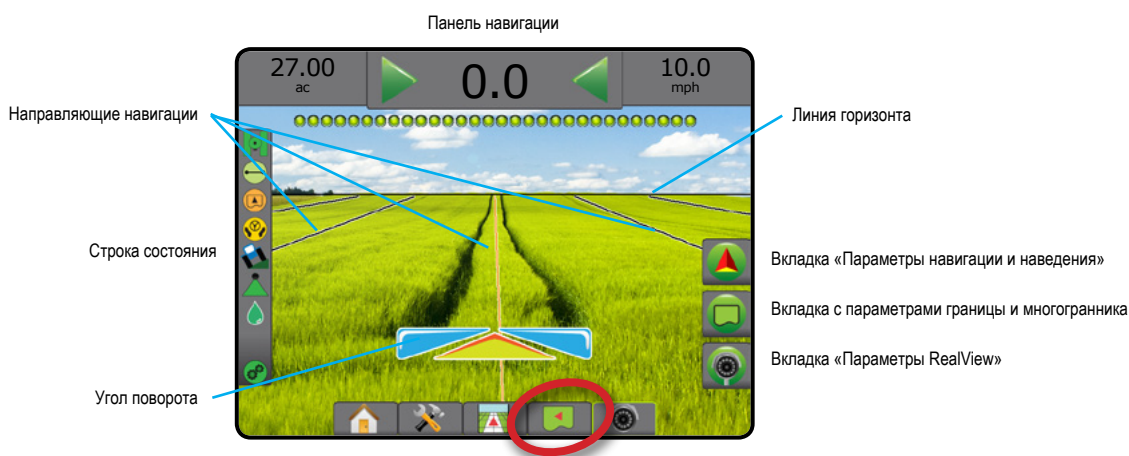 Панель навигации
27.00
ac
0.0
10.0
mph
Направляющие навигации
Линия горизонта
Строка состояния
Вкладка «Параметры навигации и наведения»
Вкладка с параметрами границы и многогранника
Вкладка «Параметры RealView»
Угол поворота